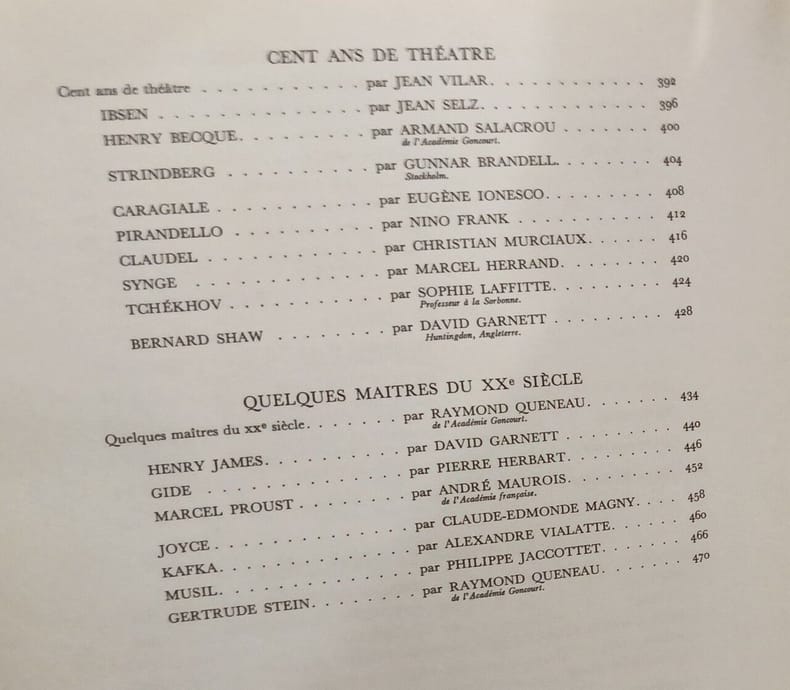 CENT ANS DE THÉATRE
Cent ans de théâtre . . . . . . . . . . . par JEAN VILAR. . . . . . . . . . . . 392
IBSEN . . . . . . . . . . . . . . par JEAN SELZ. . . . . . . . . . . . 396
HENRY BECQUE. . . . . . . . . par ARMAND SALACROU . . . . . . . 400
de l'Académie Goncourt.
STRINDBERG . . . . . . . . . . par GUNNAR BRANDELL. . . . . . . 404
Stockholm.
CARAGIALE . . . . . . . . . . . par EUGÈNE IONESCO. . . . . . . . 408
PIRANDELLO . . . . . . . . . . par NINO FRANK . . . . . . . . . . 412
CLAUDEL . . . . . . . . . . . . par CHRISTIAN MURCIAUX. . . . . . 416
SYNGE . . . . . . . . . . . . par MARCEL HERRAND. . . . . . . . 420
TCHÉKHOV . . . . . . . . . . . par SOPHIE LAFFITTE. . . . . . . . 424
Professeur à la Sorbonne.
BERNARD SHAW . . . . . . . . par DAVID GARNETT . . . . . . . . . 428
Huntingdon, Angleterre.
QUELQUES MAITRES DU XXe SIÈCLE
Quelques maîtres du XXe siècle. . . . . . . par RAYMOND QUENEAU. . . . . . . 434
de l'Académie Goncourt.
HENRY JAMES. . . . . . . . . . par DAVID GARNETT . . . . . . . . . 440
GIDE . . . . . . . . . . . . . par PIERRE HERBART. . . . . . . . 446
MARCEL PROUST . . . . . . . . par ANDRÉ MAUROIS. . . . . . . . . 452
de l'Académie française.
JOYCE . . . . . . . . . . . . . par CLAUDE-EDMONDE MAGNY. . . . 458
KAFKA. . . . . . . . . . . . . par ALEXANDRE VIALATTE. . . . . . 460
MUSIL. . . . . . . . . . . . . par PHILIPPE JACCOTTET. . . . . . . 466
GERTRUDE STEIN. . . . . . . . par RAYMOND QUENEAU. . . . . . . 470
de l'Académie Goncourt.